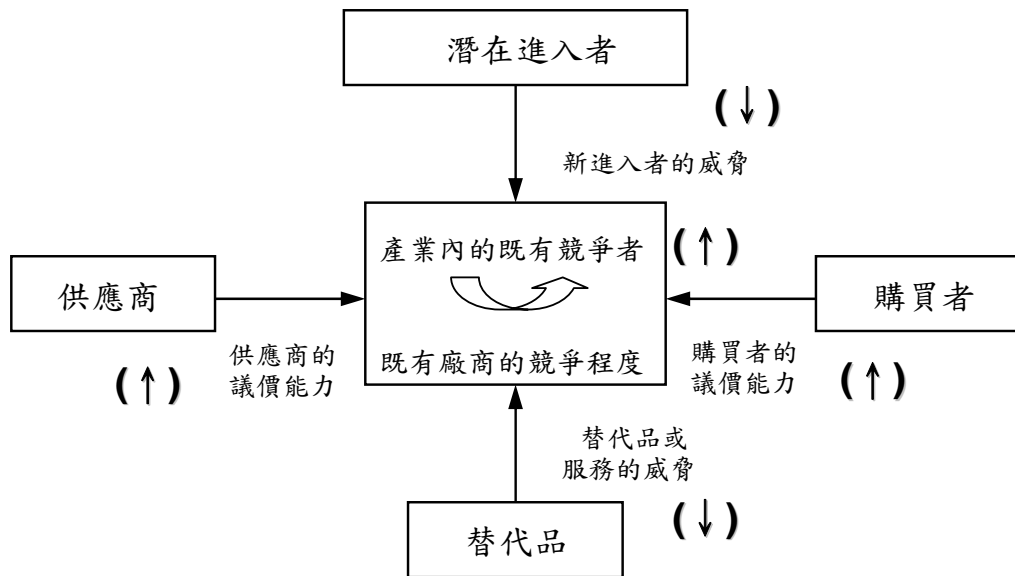 潛在進入者
(↓)
新進入者的威脅
產業內的既有競爭者
(↑)
供應商
購買者
既有廠商的競爭程度
供應商的
議價能力
(↑)
購買者的
議價能力
(↑)
替代品或
服務的威脅
(↓)
替代品